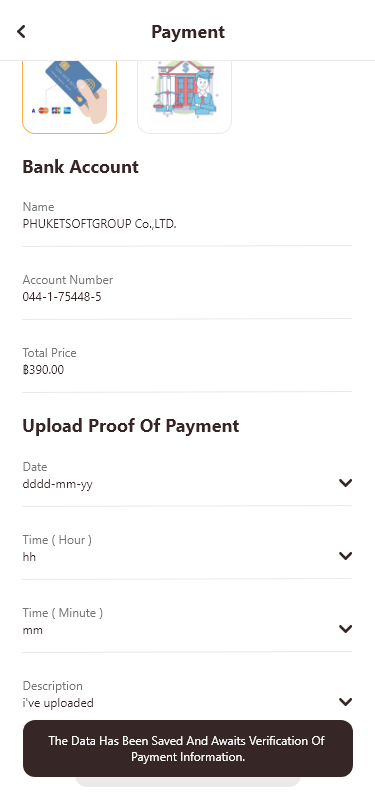 Payment
Bank Account
Name
PHUKETSOFTGROUP Co.,LTD.
Account Number
044-1-75448-5
Total Price
฿390.00
Upload Proof Of Payment
Date
dddd-mm-yy
Time ( Hour )
hh
Time ( Minute )
mm
Description
i've uploaded
The Data Has Been Saved And Awaits Verification Of
Payment Information.